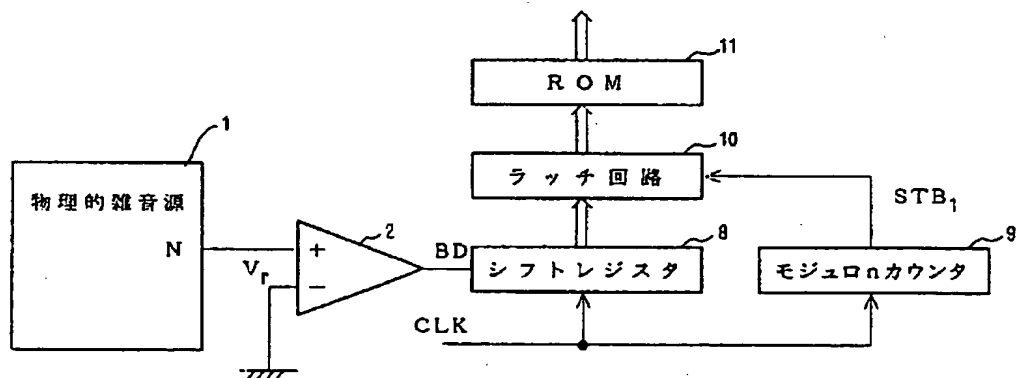 11
ROM
10
ラッチ回路
1
物理的雑音源
N
Vr
+
−
2
BD
8
シフトレジスタ
CLK
STB1
9
モジュロnカウンタ